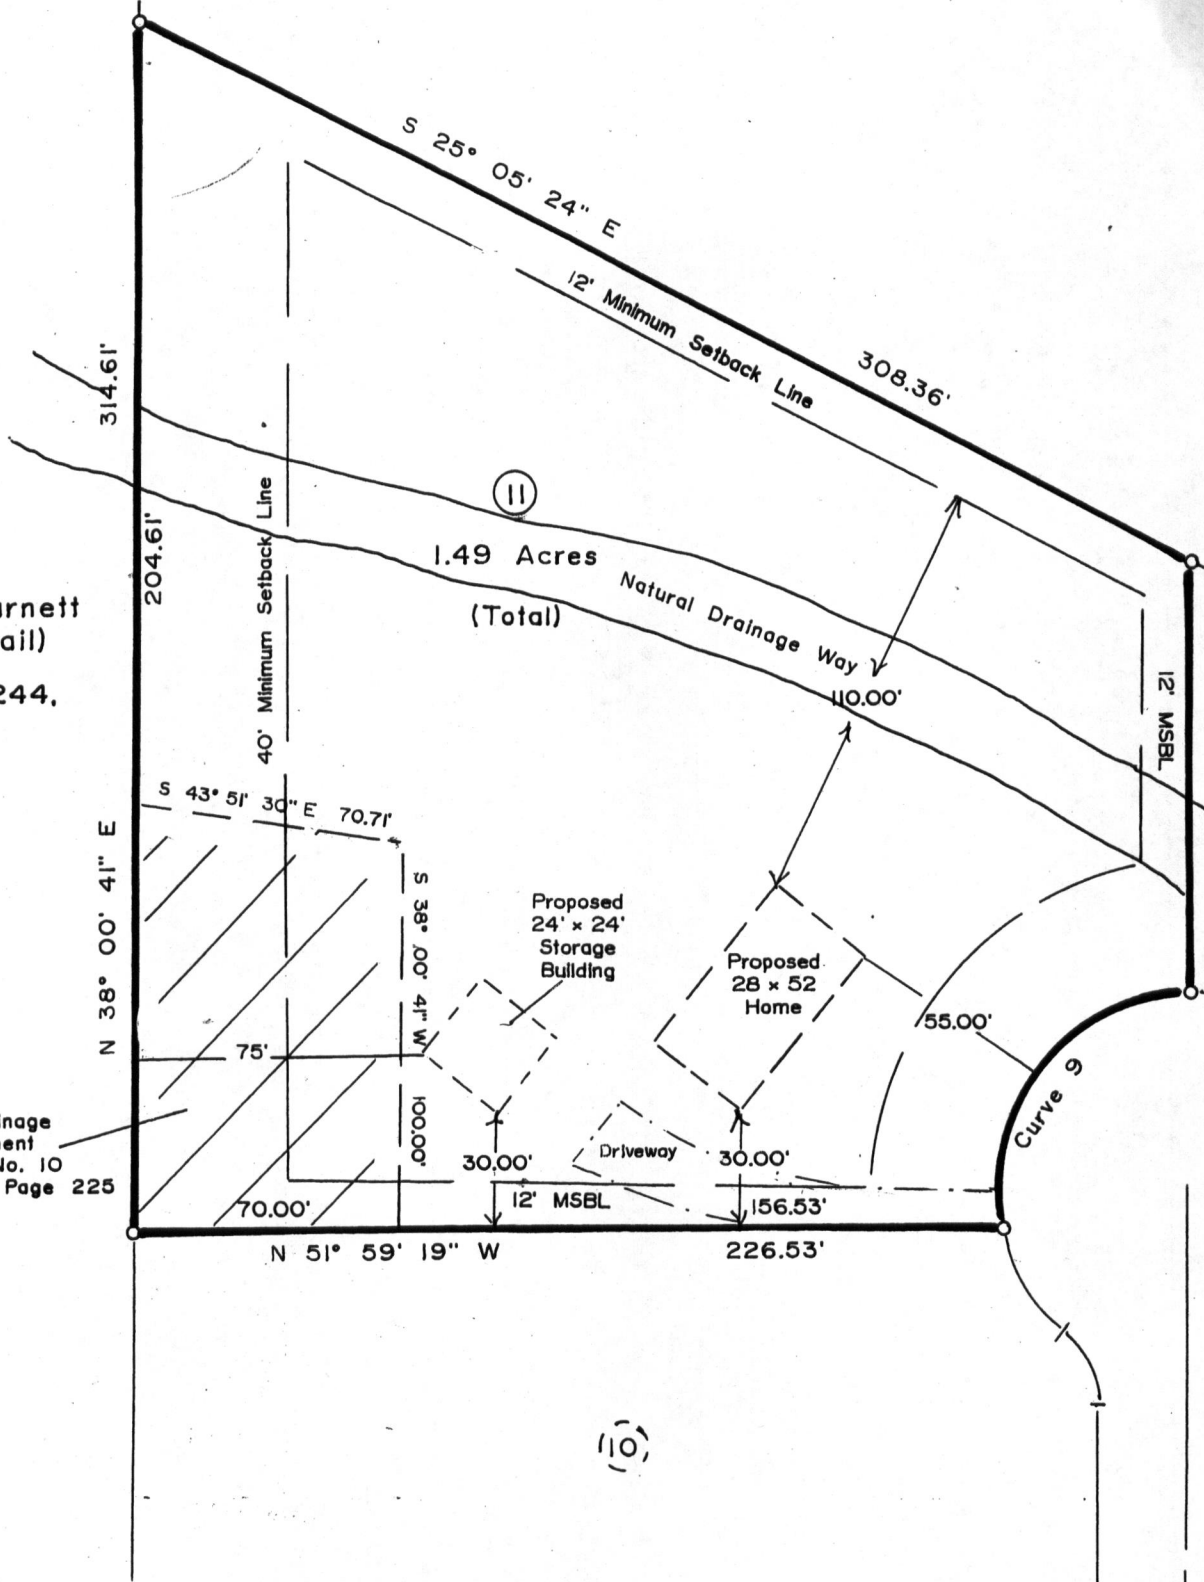 S 25° 05' 24" E
12' Minimum Setback Line
308.36'
314.61'
204.61'
40' Minimum Setback Line
11
1.49 Acres
(Total)
Natural Drainage Way
110.00'
12' MSBL
244.
S 43° 51' 30" E 70.71'
N 38° 00' 41" E
S 38° 00' 41" W
100.00'
Proposed
24' × 24'
Storage
Building
Proposed
28 × 52
Home
55.00'
Curve 9
75'
No. 10
Page 225
30.00'
Driveway
30.00'
12' MSBL
70.00'
156.53'
N 51° 59' 19" W
226.53'
10